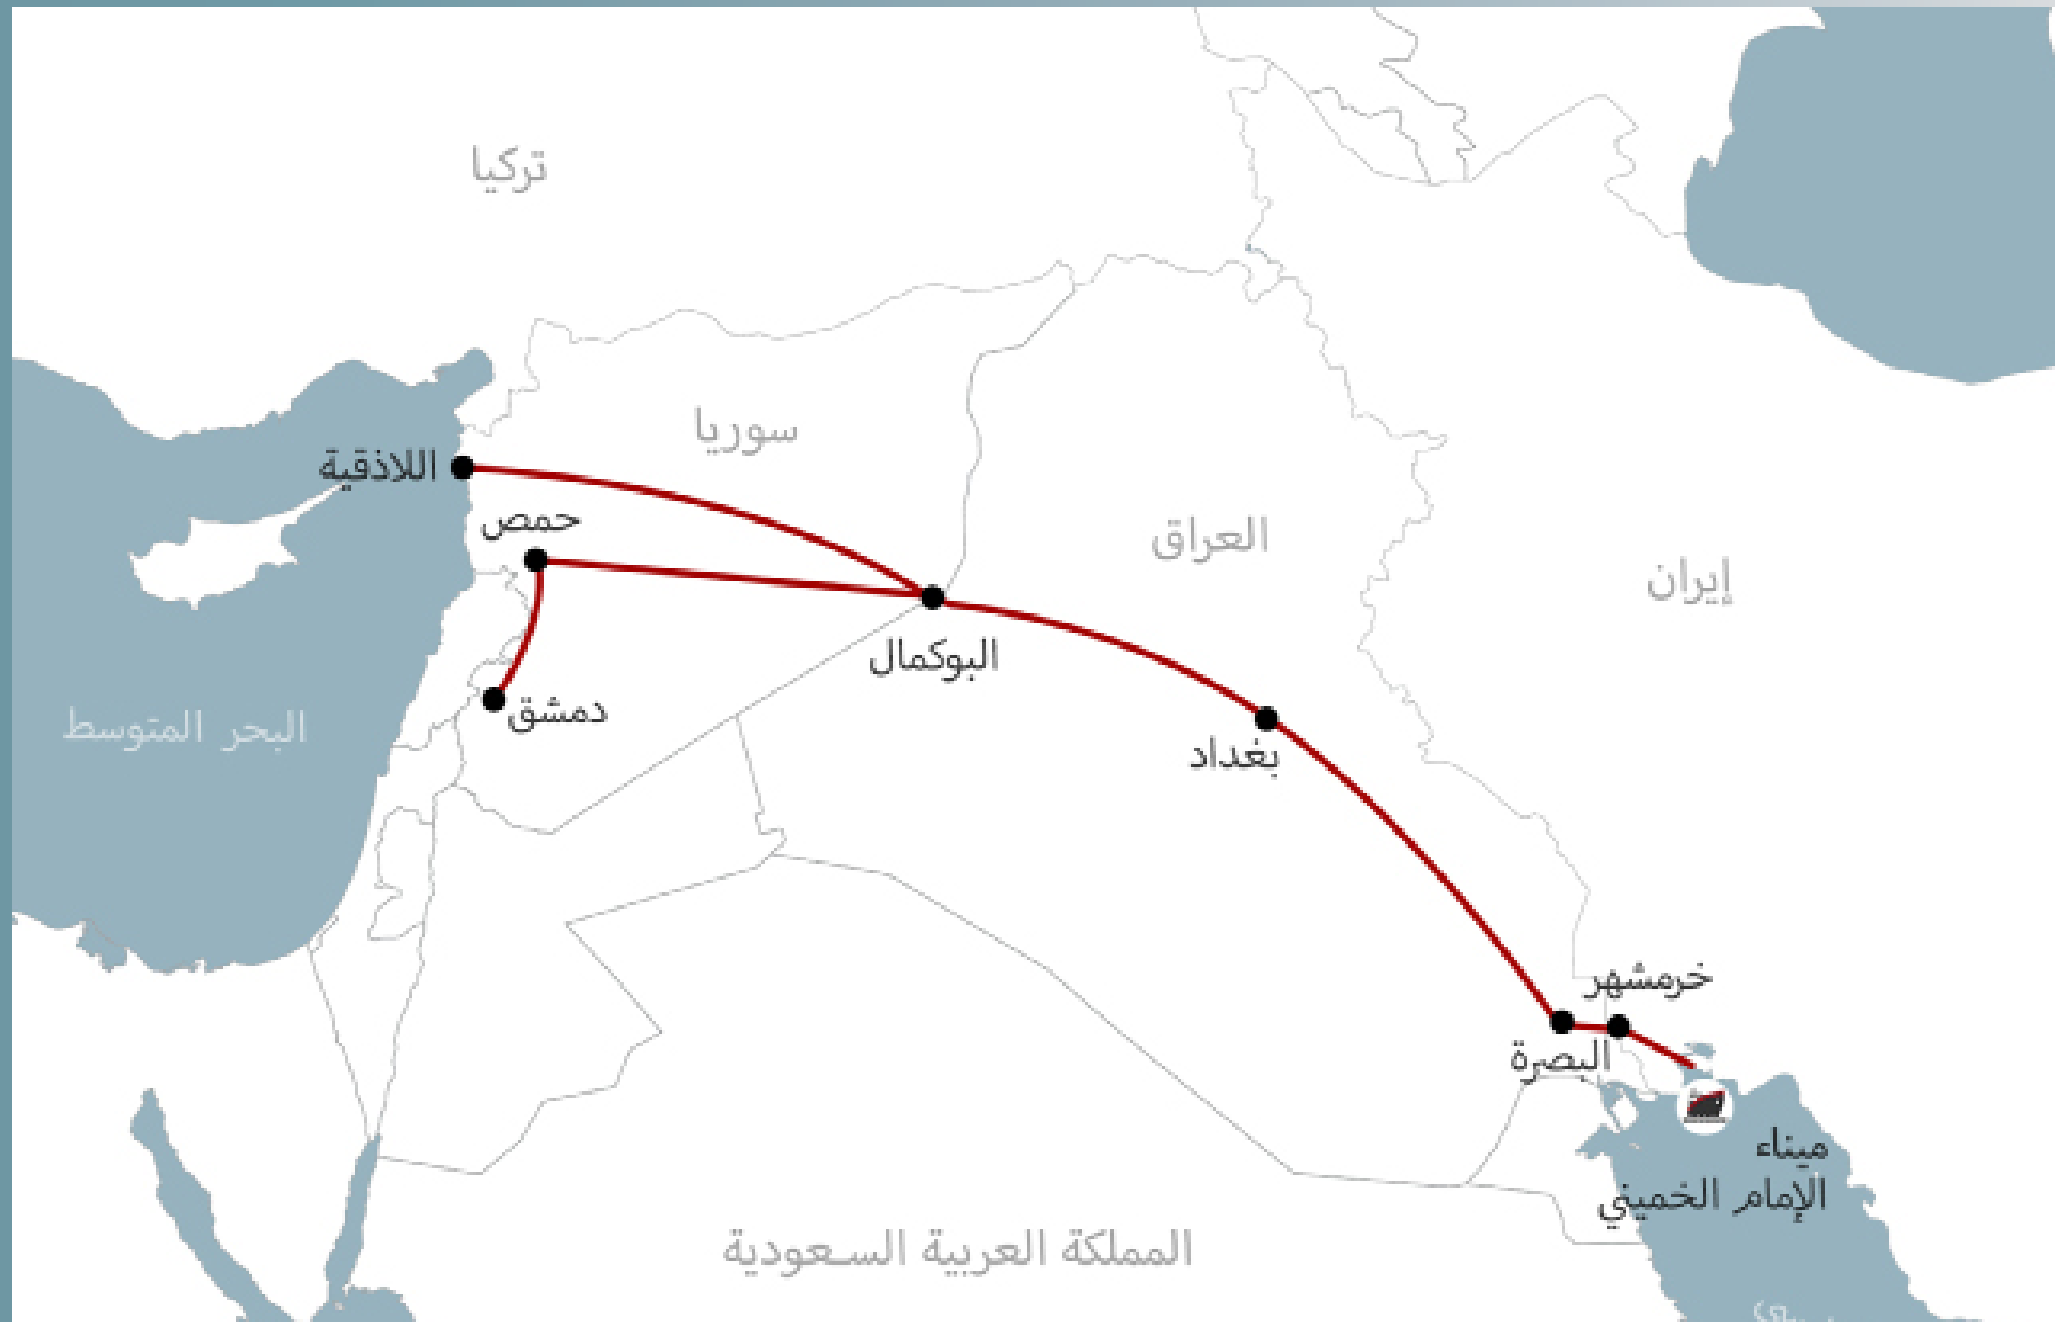 تركيا
سوريا
اللاذقية
حمص
العراق
إيران
البوكمال
دمشق
البحر المتوسط
بغداد
خرمشهر
البصرة
ميناء
الإمام الخميني
المملكة العربية السعودية